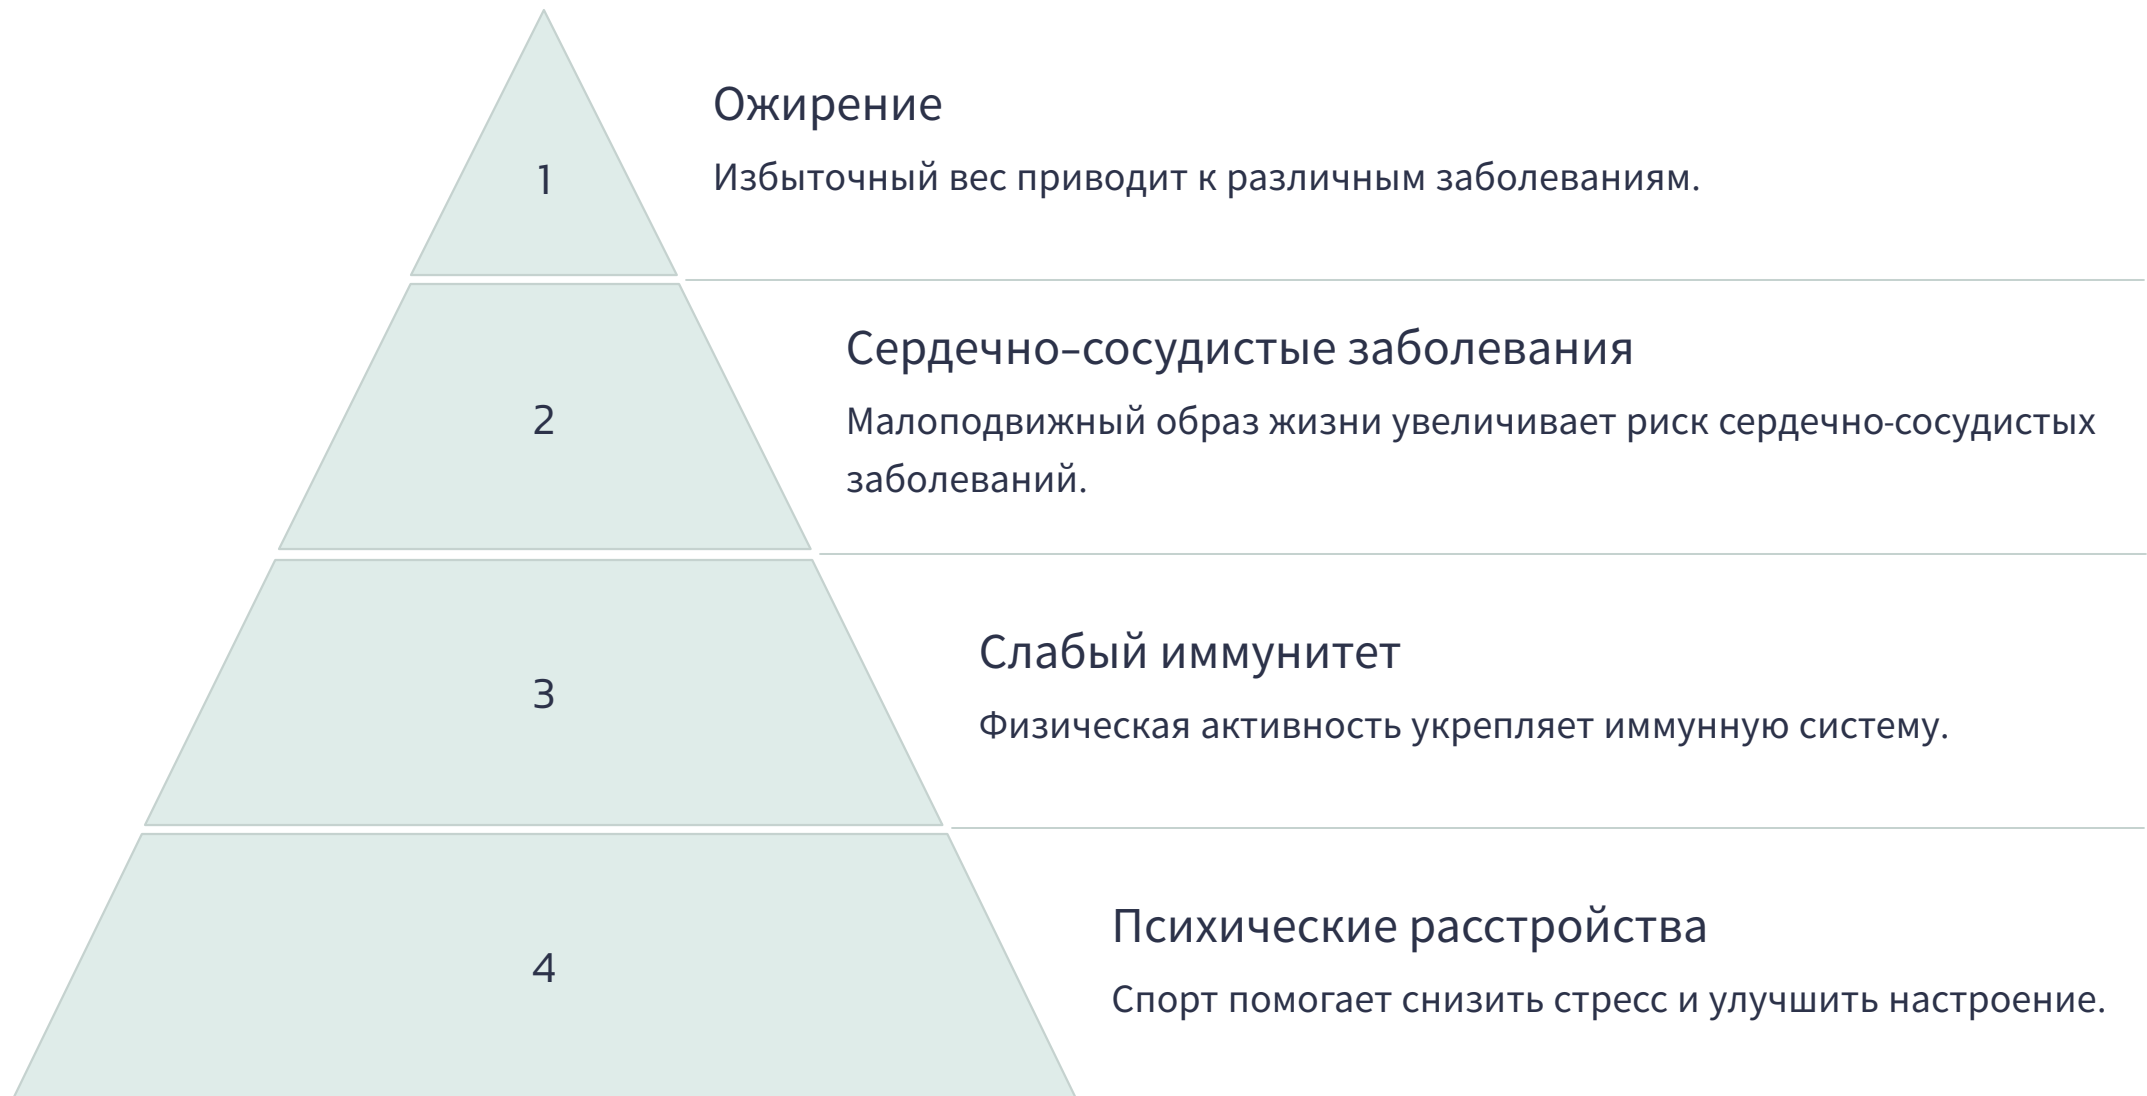 1
Ожирение
Избыточный вес приводит к различным заболеваниям.
2
Сердечно-сосудистые заболевания
Малоподвижный образ жизни увеличивает риск сердечно-сосудистых
заболеваний.
3
Слабый иммунитет
Физическая активность укрепляет иммунную систему.
4
Психические расстройства
Спорт помогает снизить стресс и улучшить настроение.